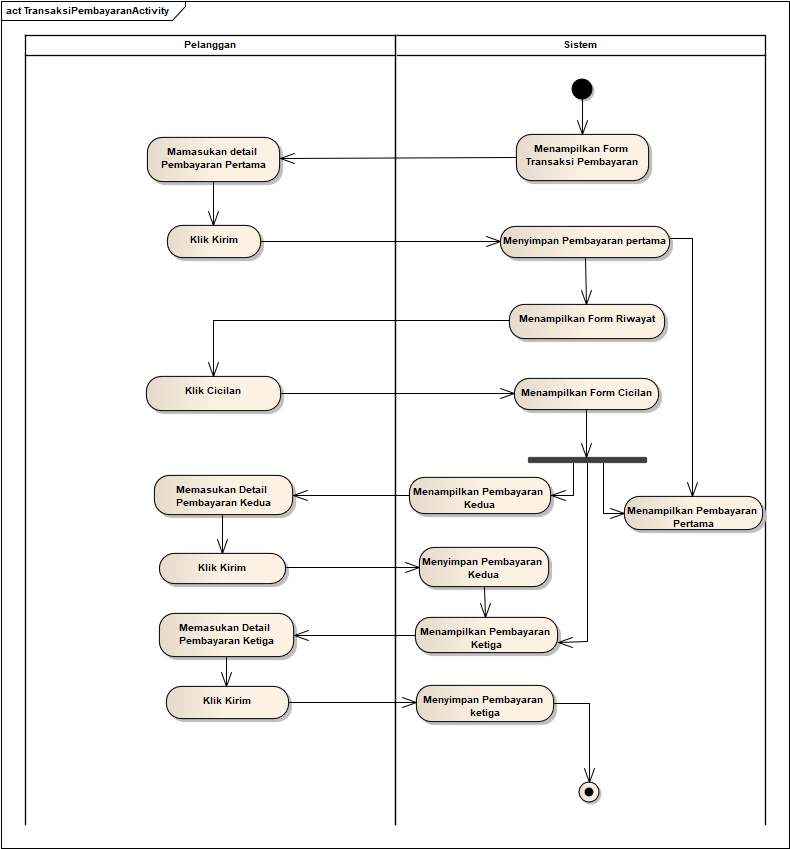 act TransaksiPembayaranActivity
Pelanggan
Sistem
Menampilkan Form
Transaksi Pembayaran
Mamasukan detail
Pembayaran Pertama
Klik Kirim
Menyimpan Pembayaran pertama
Menampilkan Form Riwayat
Klik Cicilan
Menampilkan Form Cicilan
Memasukan Detail
Pembayaran Kedua
Menampilkan Pembayaran
Kedua
Menampilkan Pembayaran
Pertama
Klik Kirim
Menyimpan Pembayaran
Kedua
Memasukan Detail
Pembayaran Ketiga
Menampilkan Pembayaran
Ketiga
Klik Kirim
Menyimpan Pembayaran
ketiga